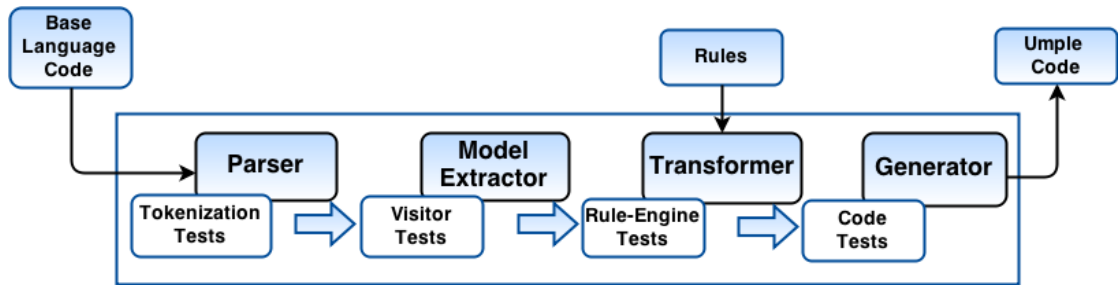 Base
Language
Code
Rules
Umple
Code
Parser
Model
Extractor
Transformer
Generator
Tokenization
Tests
Visitor
Tests
Rule-Engine
Tests
Code
Tests